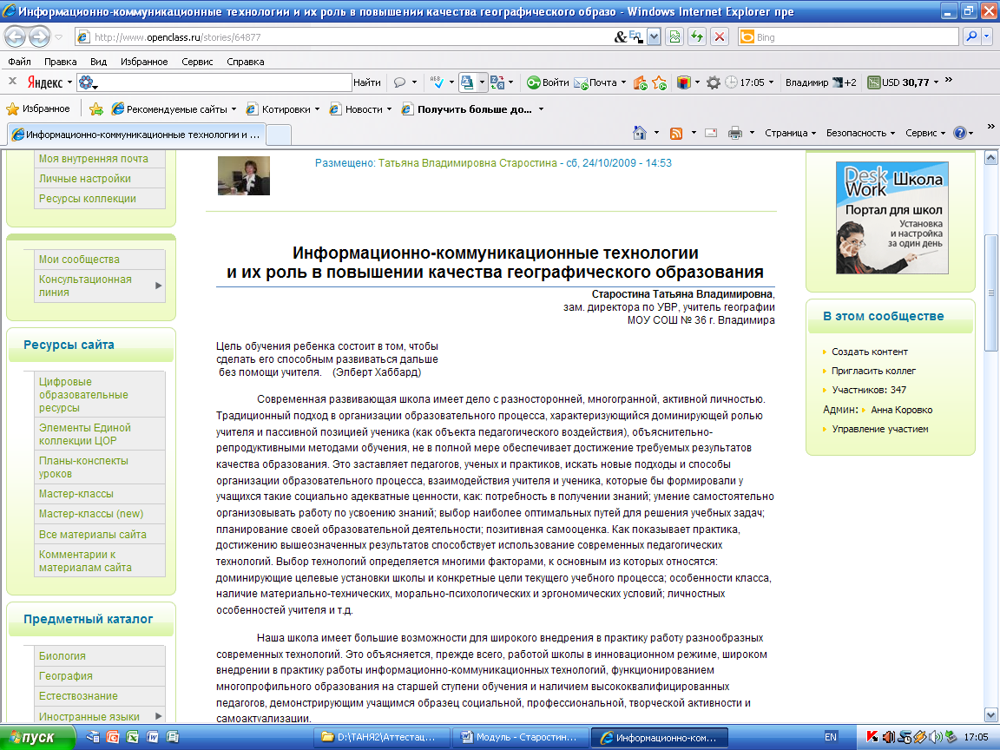 Информационно-коммуникационные технологии и их роль в повышении качества географического образо - Windows Internet Explorer пре
http://www.openclass.ru/stories/64877
Bing
Файл Правка Вид Избранное Сервис Справка
Яндекс Найти Войти Почта 17:05 Владимир +2 USD 30,77 »
Избранное Рекомендуемые сайты Котировки Новости Получить больше до...
Информационно-коммуникационные технологии и ...
Страница Безопасность Сервис »
Моя внутренняя почта
Личные настройки
Ресурсы коллекции
Мои сообщества
Консультационная
линия
Ресурсы сайта
Цифровые
образовательные
ресурсы
Элементы Единой
коллекции ЦОР
Планы-конспекты
уроков
Мастер-классы
Мастер-классы (new)
Все материалы сайта
Комментарии к
материалам сайта
Предметный каталог
Биология
География
Естествознание
Иностранные языки
Размещено: Татьяна Владимировна Старостина - сб, 24/10/2009 - 14:53
Информационно-коммуникационные технологии
и их роль в повышении качества географического образования
Старостина Татьяна Владимировна,
зам. директора по УВР, учитель географии
МОУ СОШ № 36 г. Владимира
Цель обучения ребенка состоит в том, чтобы
сделать его способным развиваться дальше
без помощи учителя. (Элберт Хаббард)
Современная развивающая школа имеет дело с разносторонней, многогранной, активной личностью.
Традиционный подход в организации образовательного процесса, характеризующийся доминирующей ролью
учителя и пассивной позицией ученика (как объекта педагогического воздействия), объяснительно-
репродуктивными методами обучения, не в полной мере обеспечивает достижение требуемых результатов
качества образования. Это заставляет педагогов, ученых и практиков, искать новые подходы и способы
организации образовательного процесса, взаимодействия учителя и ученика, которые бы формировали у
учащихся такие социально адекватные ценности, как: потребность в получении знаний; умение самостоятельно
организовывать работу по усвоению знаний; выбор наиболее оптимальных путей для решения учебных задач;
планирование своей образовательной деятельности; позитивная самооценка. Как показывает практика,
достижению вышеозначенных результатов способствует использование современных педагогических
технологий. Выбор технологий определяется многими факторами, к основным из которых относятся:
доминирующие целевые установки школы и конкретные цели текущего учебного процесса; особенности класса,
наличие материально-технических, морально-психологических и эргономических условий; личностных
особенностей учителя и т.д.
Наша школа имеет большие возможности для широкого внедрения в практику работу разнообразных
современных технологий. Это объясняется, прежде всего, работой школы в инновационном режиме, широком
внедрении в практику работы информационно-коммуникационных технологий, функционированием
многопрофильного образования на старшей ступени обучения и наличием высококвалифицированных
педагогов, демонстрирующим учащимся образец социальной, профессиональной, творческой активности и
самоактуализации.
Desk
Work Школа
Портал для школ
Установка
и настройка
за один день
В этом сообществе
Создать контент
Пригласить коллег
Участников: 347
Админ: Анна Коровко
Управление участием
пуск D:\ТАНЯ2\Аттестац... Модуль - Старостин... Информационно-ком... EN 17:05